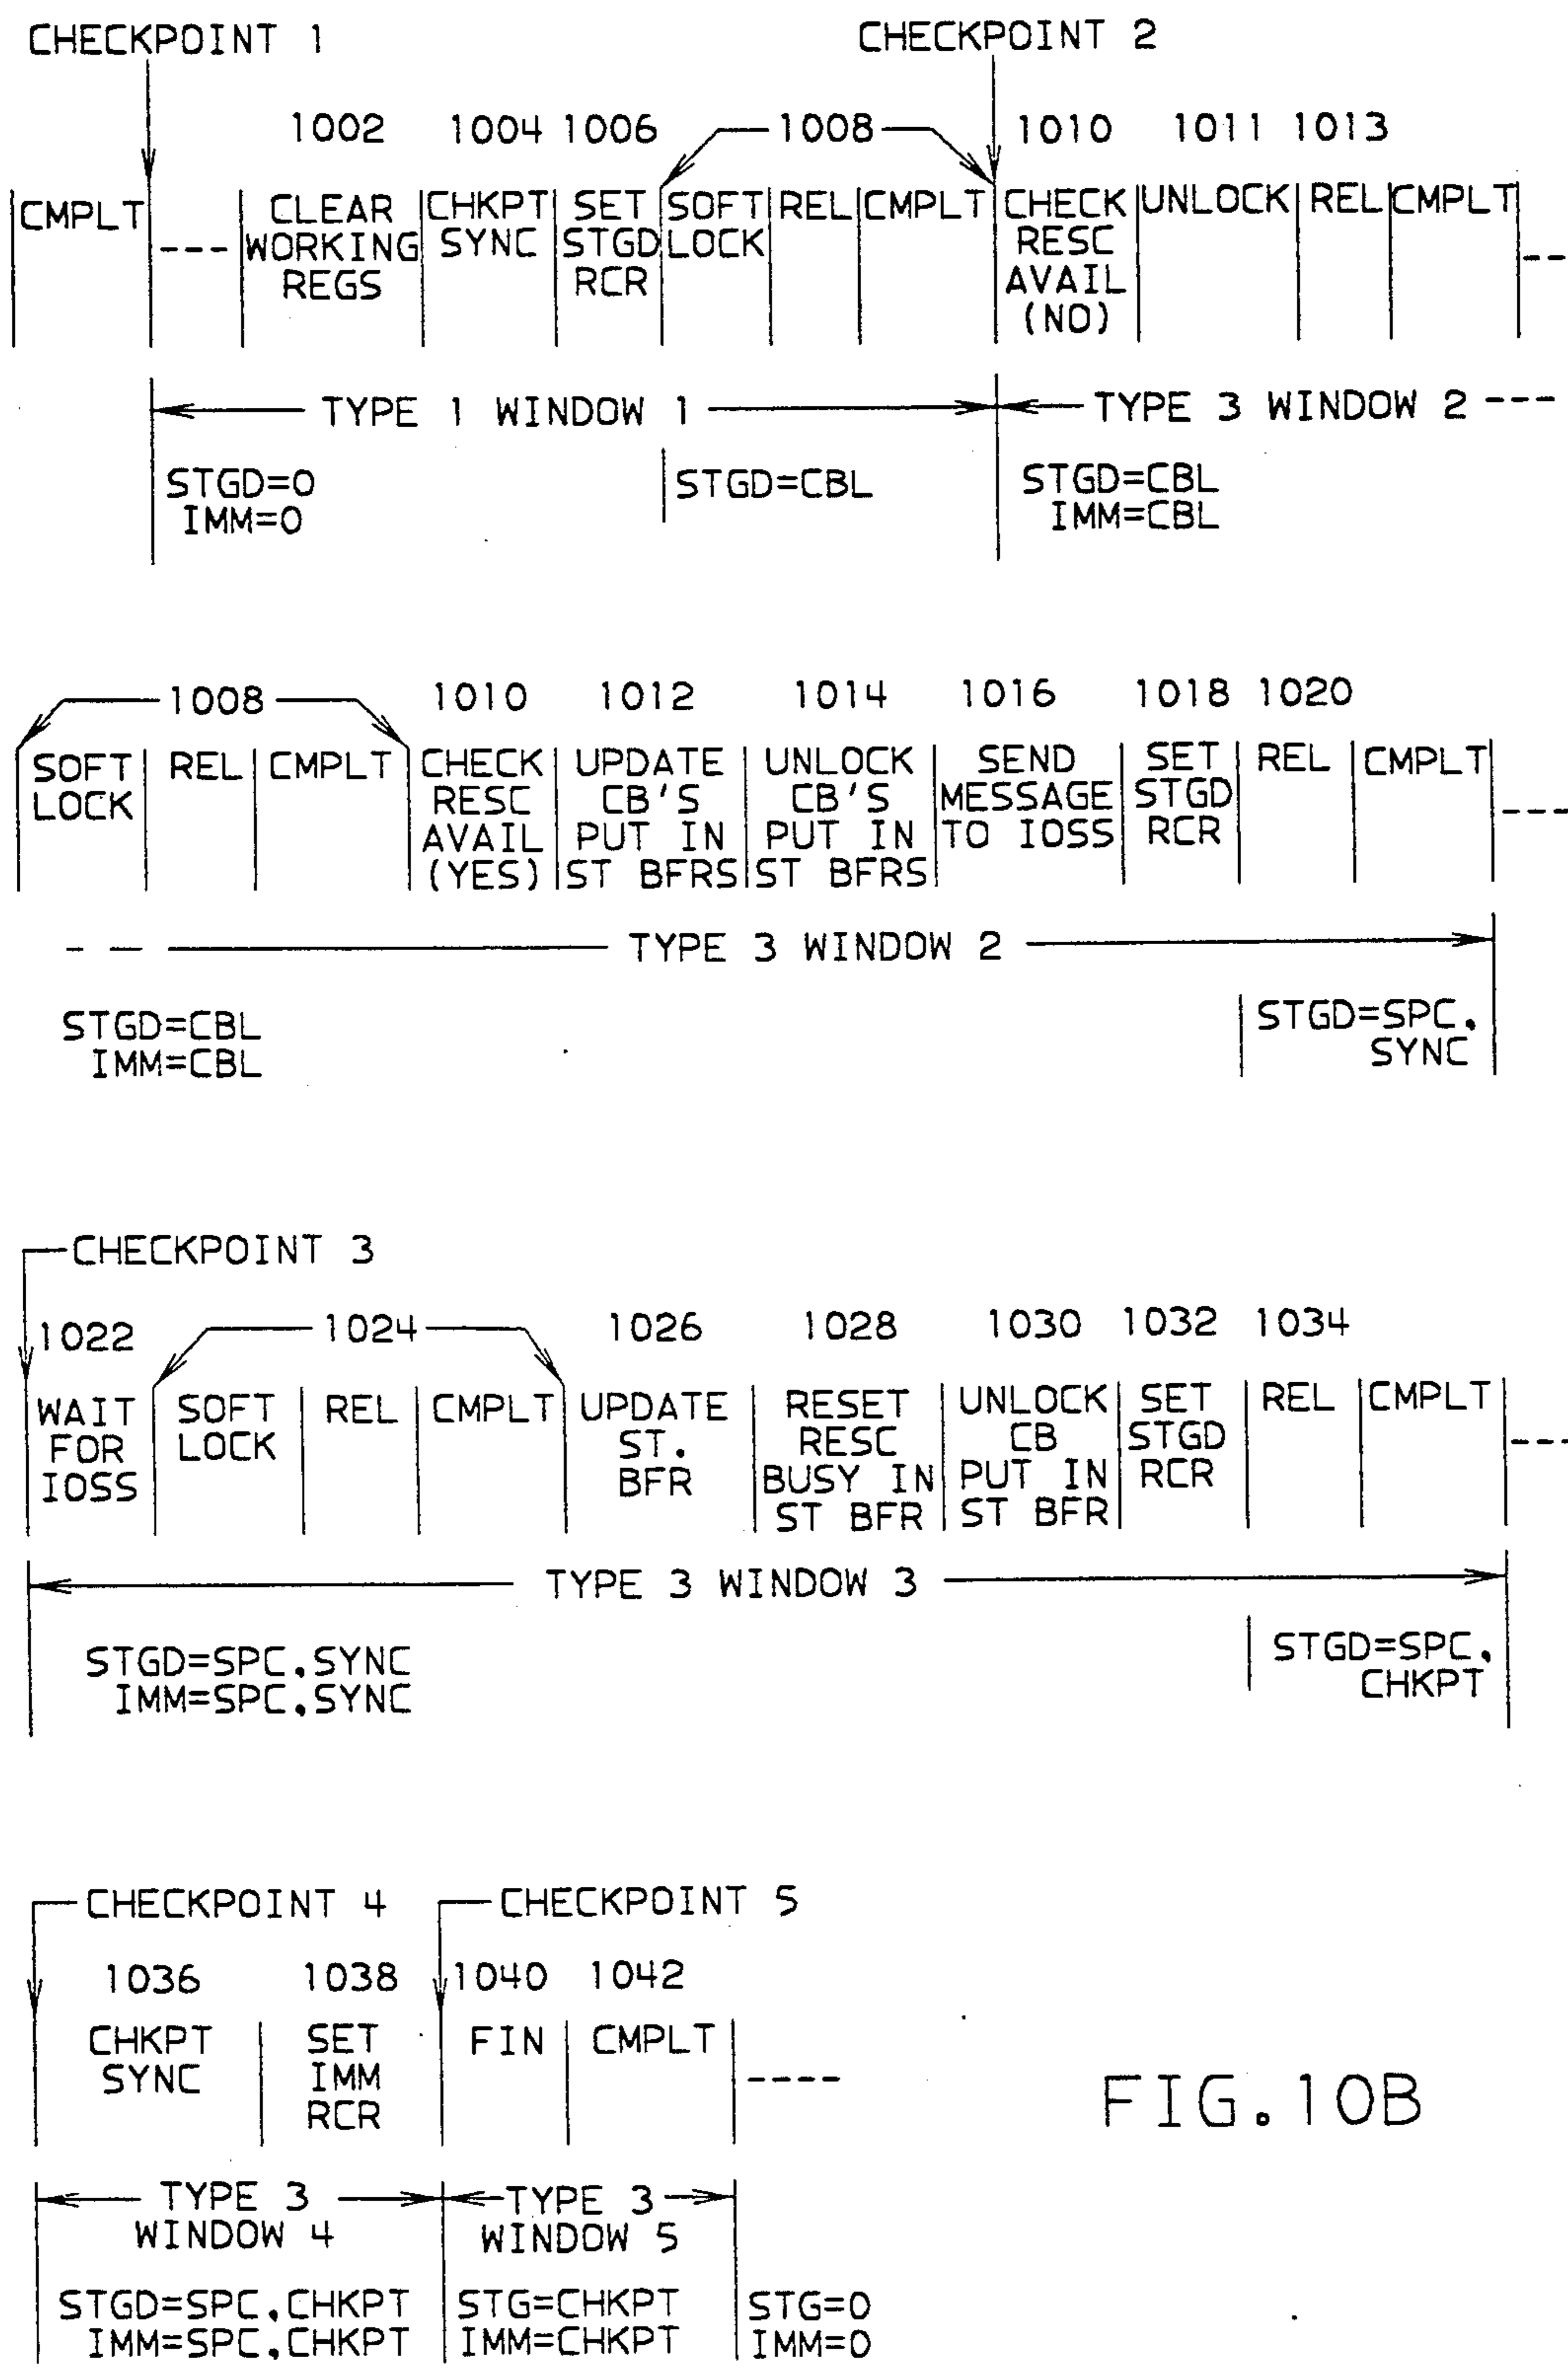 CHECKPOINT 1 CHECKPOINT 2
1002 1004 1006 1008 1010 1011 1013
CMPLT --- CLEAR CHKPT SET SOFT REL CMPLT CHECK UNLOCK REL CMPLT
WORKING SYNC STGD LOCK RESC
REGS RCR AVAIL
(NO)
TYPE 1 WINDOW 1 TYPE 3 WINDOW 2 ---
STGD=0 STGD=CBL STGD=CBL
IMM=0 IMM=CBL
1008 1010 1012 1014 1016 1018 1020
SOFT REL CMPLT CHECK UPDATE UNLOCK SEND SET REL CMPLT
LOCK RESC CB'S CB'S MESSAGE STGD
AVAIL PUT IN PUT IN TO IOSS RCR
(YES) ST BFRS ST BFRS
TYPE 3 WINDOW 2
STGD=CBL STGD=SPC.
IMM=CBL SYNC
CHECKPOINT 3
1022 1024 1026 1028 1030 1032 1034
WAIT SOFT REL CMPLT UPDATE RESET UNLOCK SET REL CMPLT
FOR LOCK ST. RESC CB STGD
IOSS BFR BUSY IN PUT IN RCR
ST BFR ST BFR
TYPE 3 WINDOW 3
STGD=SPC.SYNC STGD=SPC.
IMM=SPC.SYNC CHKPT
CHECKPOINT 4 CHECKPOINT 5
1036 1038 1040 1042
CHKPT SET FIN CMPLT
SYNC IMM
RCR
FIG.10B
TYPE 3 TYPE 3
WINDOW 4 WINDOW 5
STGD=SPC.CHKPT STG=CHKPT STG=0
IMM=SPC.CHKPT IMM=CHKPT IMM=0